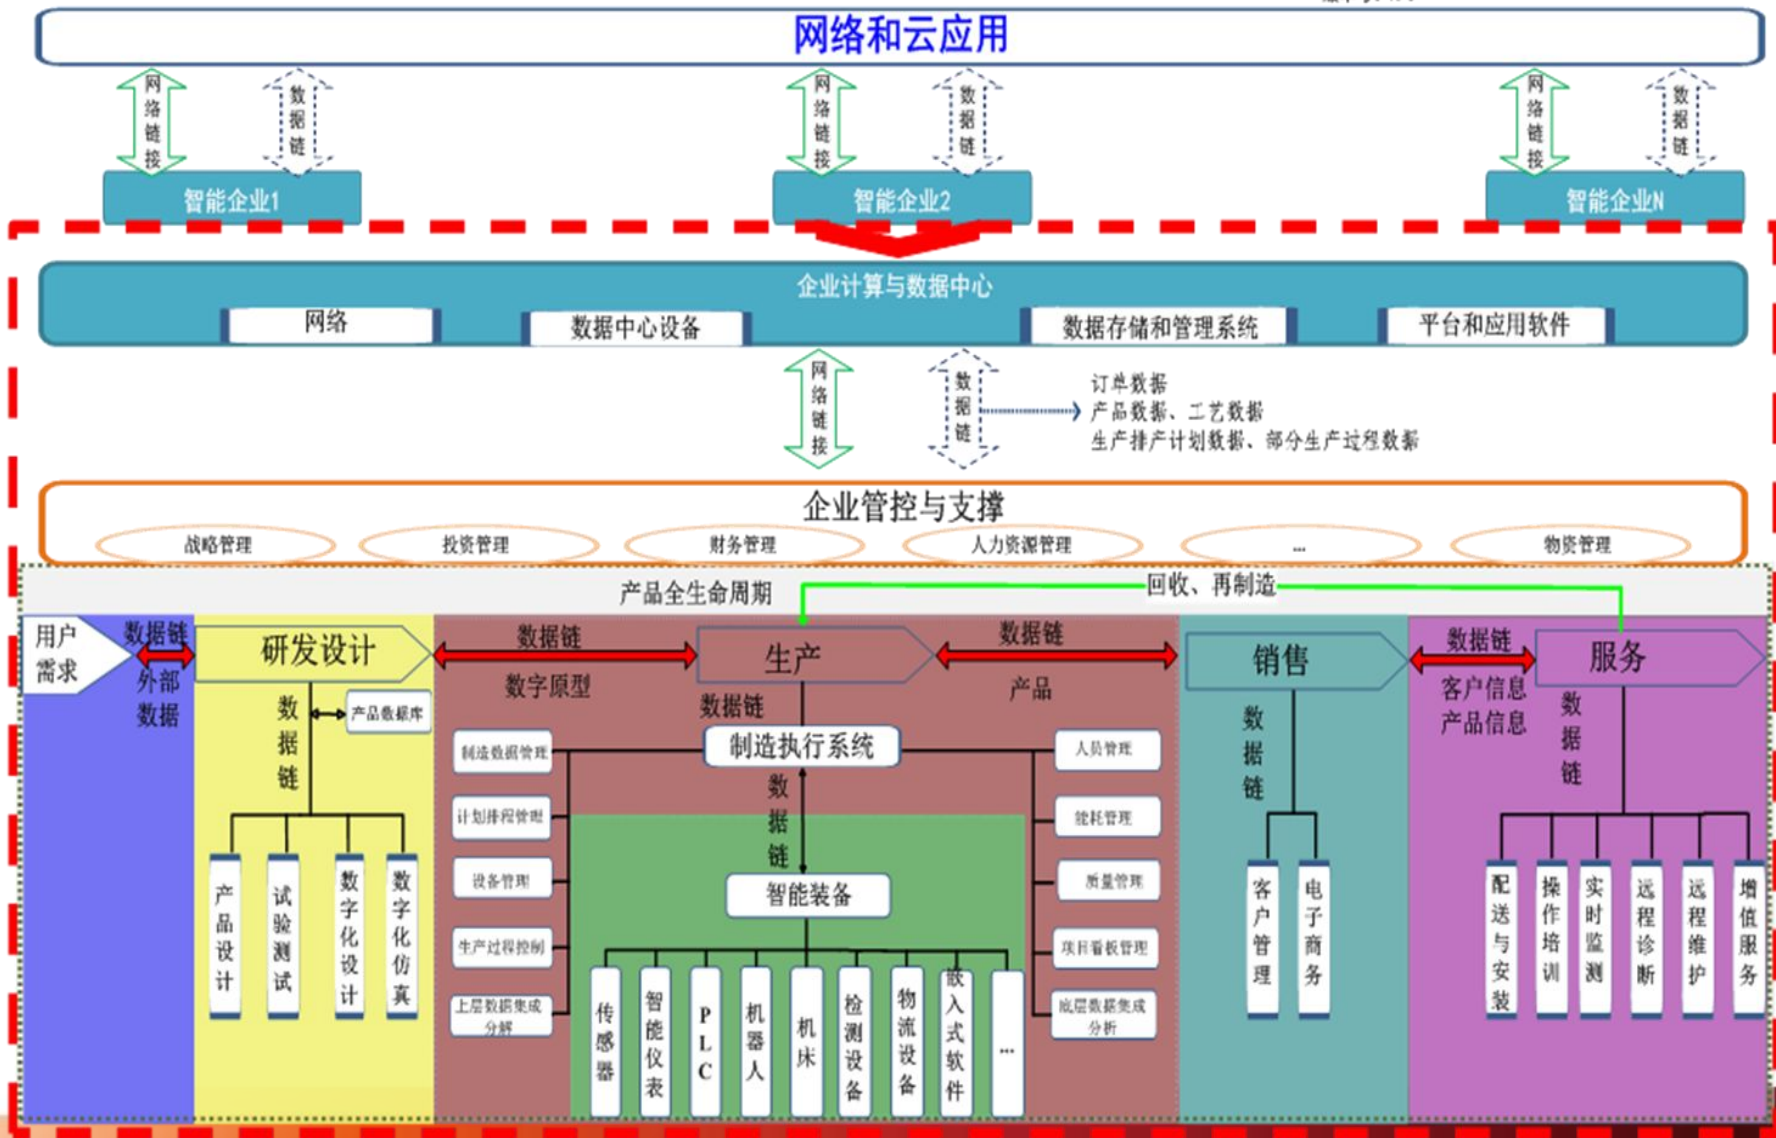 网络和云应用
网络链接
数据链
网络链接
数据链
网络链接
数据链
智能企业1
智能企业2
智能企业N
企业计算与数据中心
网络
数据中心设备
数据存储和管理系统
平台和应用软件
网络链接
数据链
订单数据
产品数据、工艺数据
生产排产计划数据、部分生产过程数据
企业管控与支撑
战略管理
投资管理
财务管理
人力资源管理
...
物资管理
产品全生命周期
回收、再制造
用户
需求
数据链
外部
数据
研发设计
数据链
数字原型
生产
数据链
产品
销售
数据链
客户信息
产品信息
服务
数据链
产品数据库
产品设计
试验测试
数字化设计
数字化仿真
数据链
制造执行系统
制造数据管理
计划排程管理
设备管理
生产过程控制
上层数据集成
分解
人员管理
能耗管理
质量管理
项目看板管理
底层数据集成
分析
数据链
智能装备
传感器
智能仪表
PLC
机器人
机床
检测设备
物流设备
嵌入式软件
...
数据链
客户管理
电子商务
数据链
配送与安装
操作培训
实时监测
远程诊断
远程维护
增值服务